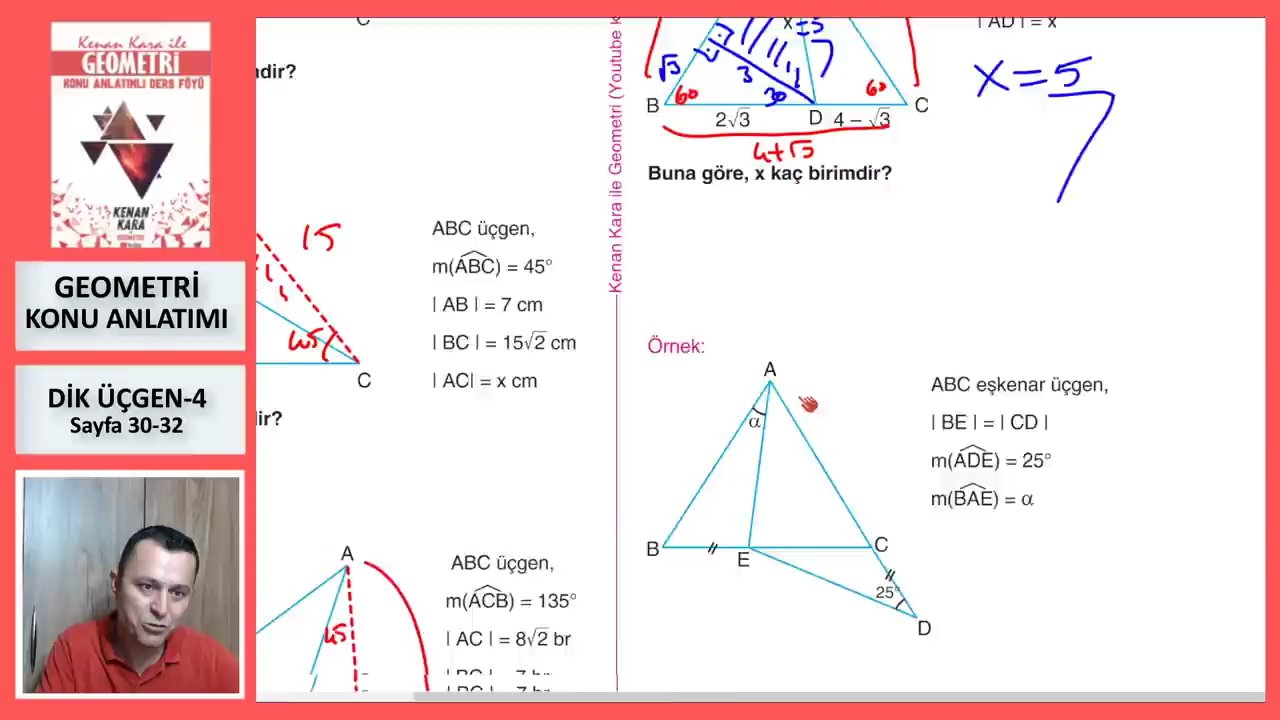 Kenan Kara ile
GEOMETRİ
KONU ANLATIMLI DERS FÖYÜ
KENAN
KARA
GEOMETRİ
KONU ANLATIMI
DİK ÜÇGEN-4
Sayfa 30-32
C
dir?
15
45
C
ABC üçgen,
m(ABC) = 45°
| AB | = 7 cm
| BC | = 15√2 cm
| AC| = x cm
dir?
A
45
ABC üçgen,
m(ACB) = 135°
| AC | = 8√2 br
| BC | = 7 br
Kenan Kara ile Geometri (Youtube k
x = 5
√3
3
B
60
30
60
C
2√3
D
4 – √3
4+√3
| AD | = x
x = 5
Buna göre, x kaç birimdir?
Örnek:
A
α
B
E
C
25°
D
ABC eşkenar üçgen,
| BE | = | CD |
m(ADE) = 25°
m(BAE) = α